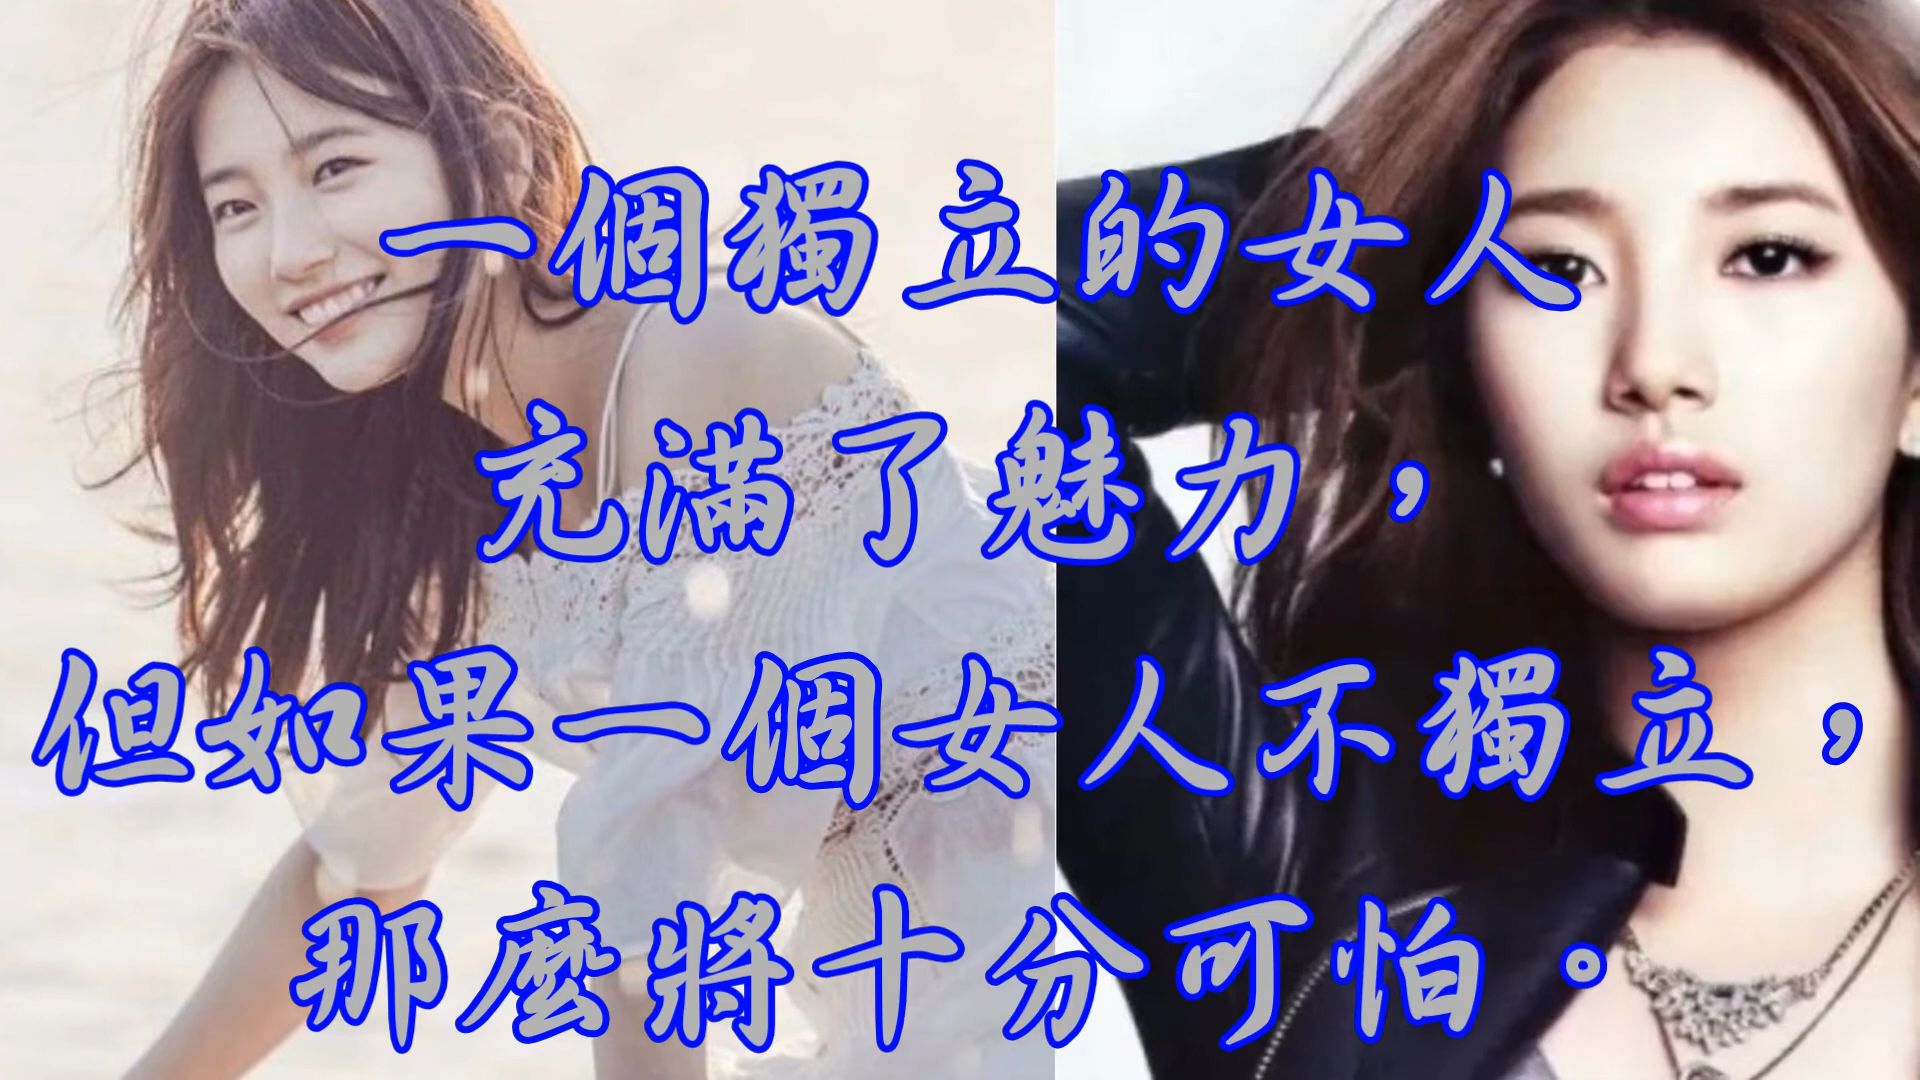 一個獨立的女人
充滿了魅力，
但如果一個女人不獨立，
那麼將十分可怕。